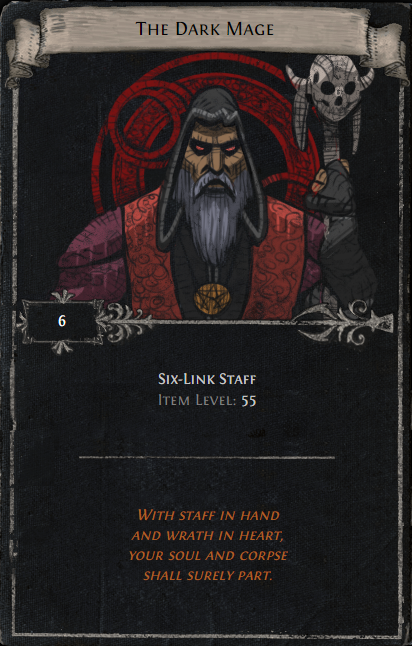 The Dark Mage
6
Six-Link Staff
Item Level: 55
With staff in hand
and wrath in heart,
your soul and corpse
shall surely part.